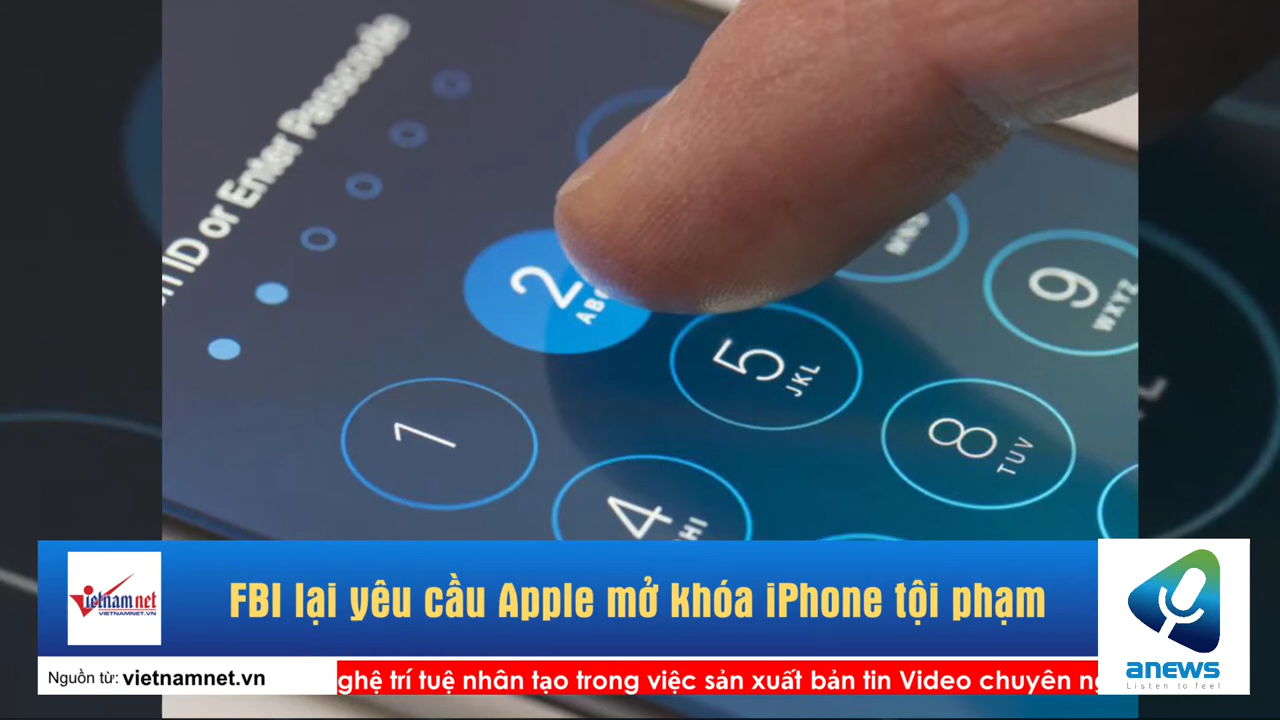 ID or Enter Passcode
2
ABC
5
JKL
9
WXYZ
1
8
TUV
4
GHI
FBI lại yêu cầu Apple mở khóa iPhone tội phạm
Vietnamnet
VIETNAMNET.VN
Nguồn từ: vietnamnet.vn
ghệ trí tuệ nhân tạo trong việc sản xuất bản tin Video chuyên
anews
Listen to feel